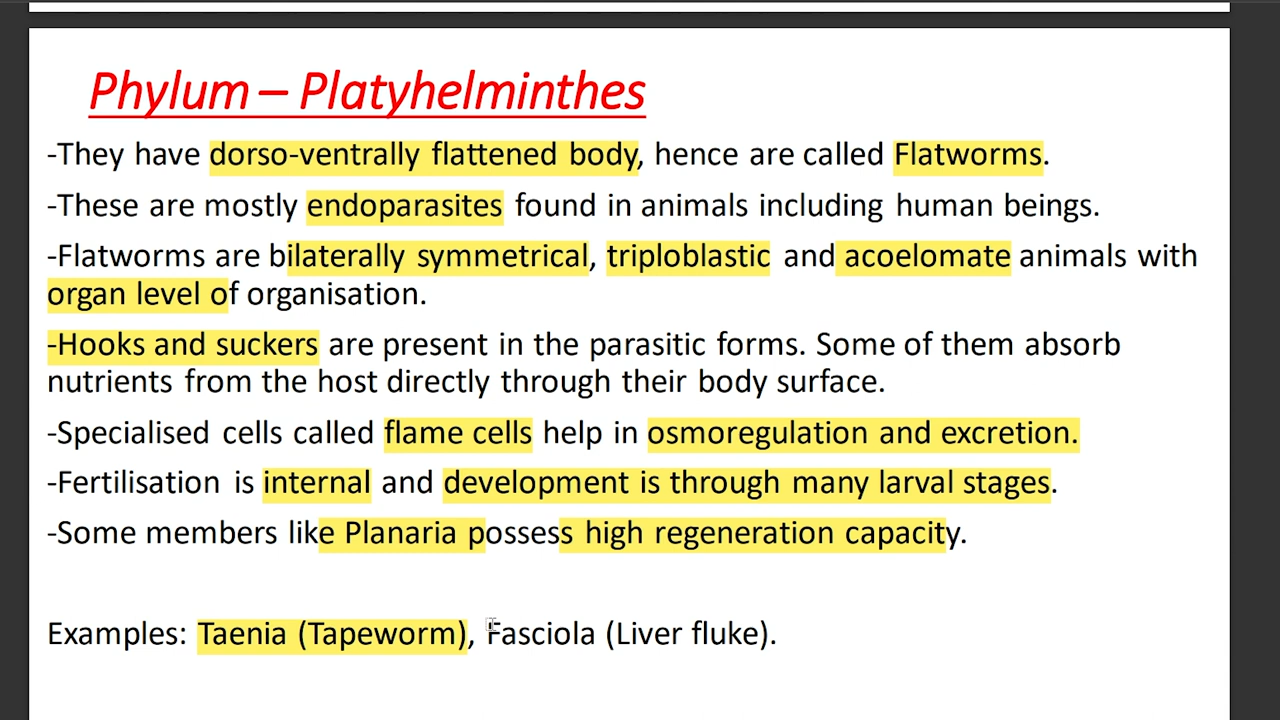 Phylum – Platyhelminthes
-They have dorso-ventrally flattened body, hence are called Flatworms.
-These are mostly endoparasites found in animals including human beings.
-Flatworms are bilaterally symmetrical, triploblastic and acoelomate animals with
organ level of organisation.
-Hooks and suckers are present in the parasitic forms. Some of them absorb
nutrients from the host directly through their body surface.
-Specialised cells called flame cells help in osmoregulation and excretion.
-Fertilisation is internal and development is through many larval stages.
-Some members like Planaria possess high regeneration capacity.
Examples: Taenia (Tapeworm), Fasciola (Liver fluke).